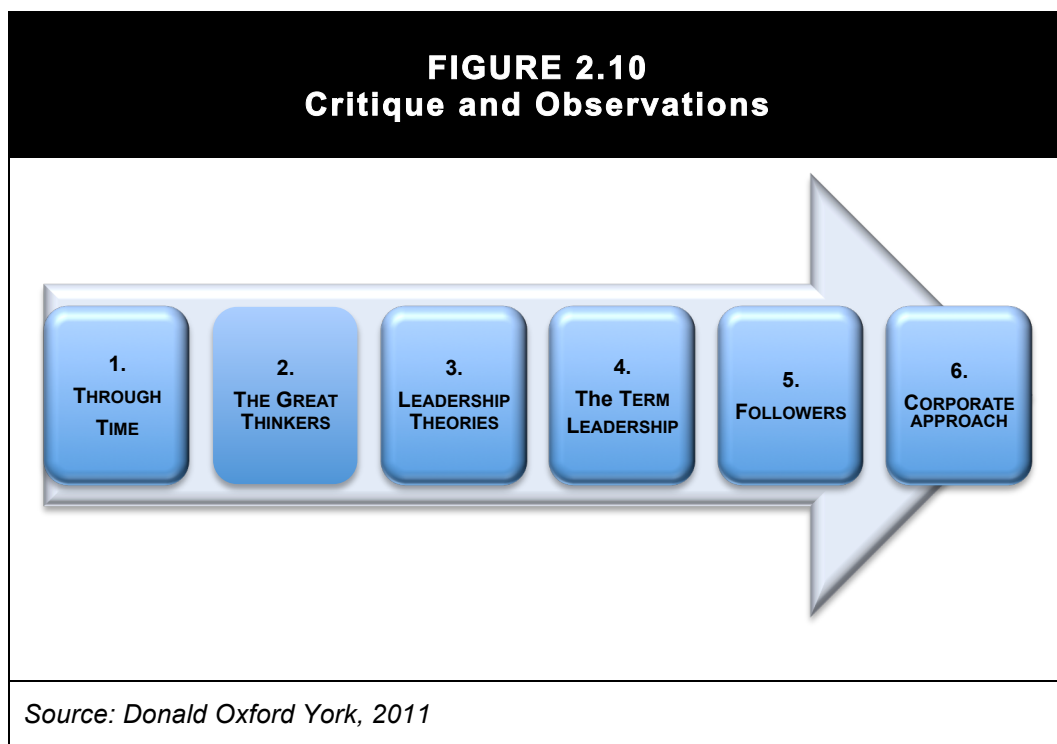 FIGURE 2.10
Critique and Observations
1.
THROUGH
TIME
2.
THE GREAT
THINKERS
3.
LEADERSHIP
THEORIES
4.
The TERM
LEADERSHIP
5.
FOLLOWERS
6.
CORPORATE
APPROACH
Source: Donald Oxford York, 2011